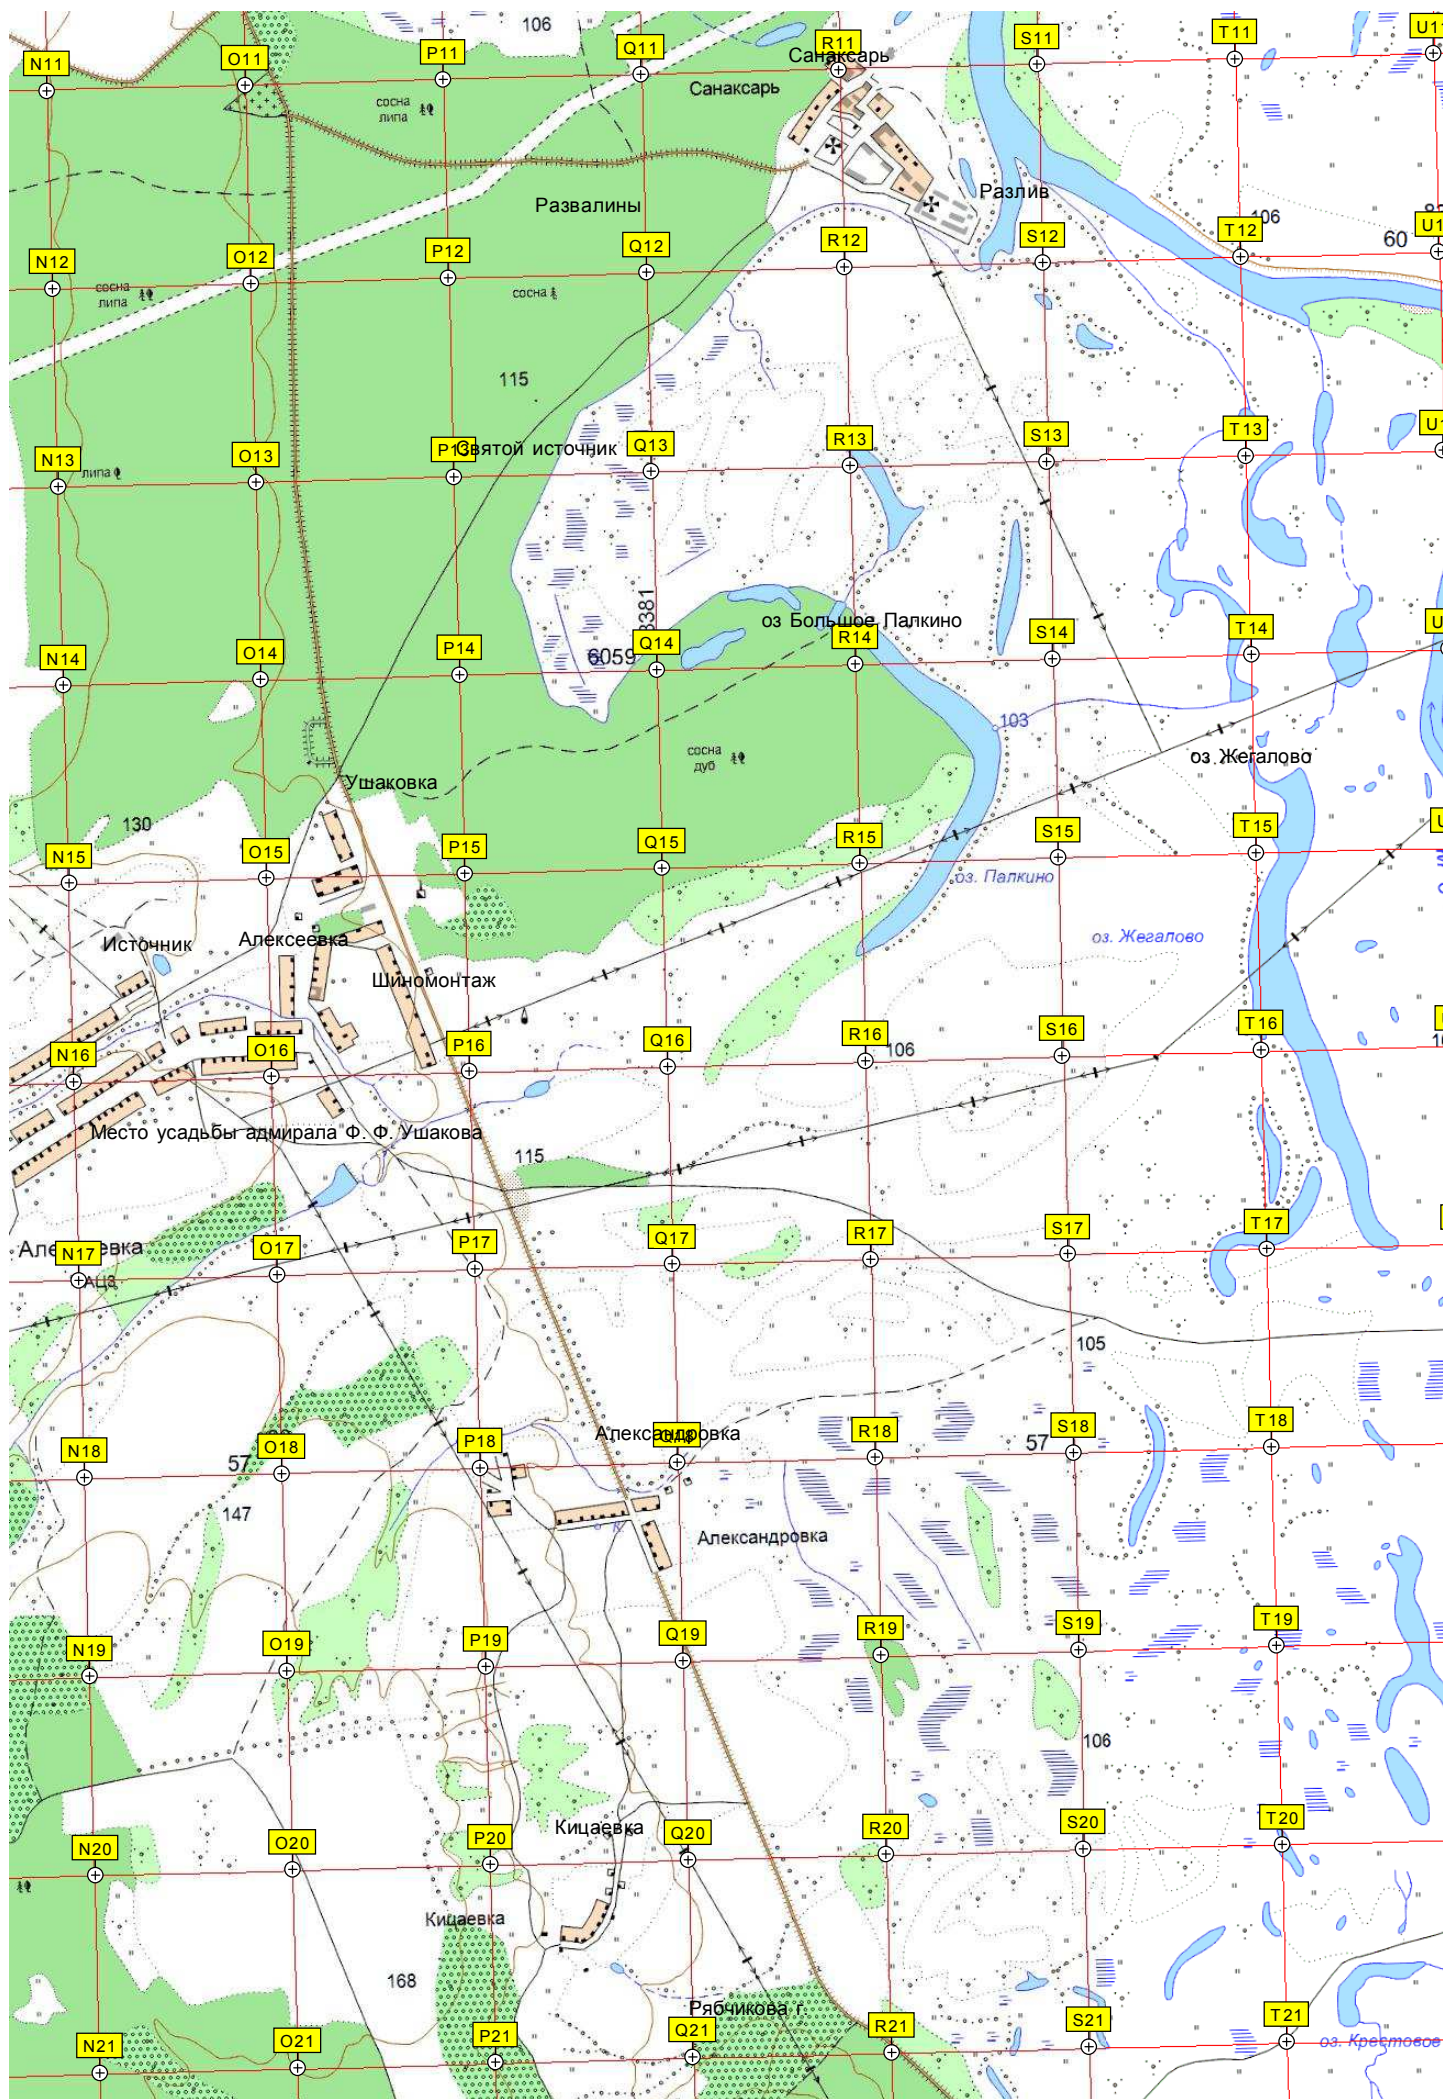 106
N11
O11
P11
Q11
R11
S11
T11
Санаксарь
Санаксарь
сосна
липа
Развалины
Разлив
106
60
N12
O12
P12
Q12
R12
S12
T12
сосна
липа
сосна
115
N13
O13
Святой источник
Q13
R13
S13
T13
липа
3381
оз Большое Палкино
6059
N14
O14
P14
Q14
R14
S14
T14
103
сосна
дуб
оз Жегалово
Ушаковка
130
N15
O15
P15
Q15
R15
S15
T15
оз. Палкино
оз. Жегалово
Источник
Алексеевка
Шиномонтаж
N16
O16
P16
Q16
R16
106
S16
T16
Место усадьбы адмирала Ф. Ф. Ушакова
115
N17
O17
P17
Q17
R17
S17
T17
105
Александровка
N18
O18
P18
R18
57
S18
T18
57
147
Александровка
N19
O19
P19
Q19
R19
S19
T19
106
Кицаевка
N20
O20
P20
Q20
R20
S20
T20
Кицаевка
168
Рябчикова г.
N21
O21
P21
Q21
R21
S21
T21
оз. Крестовое